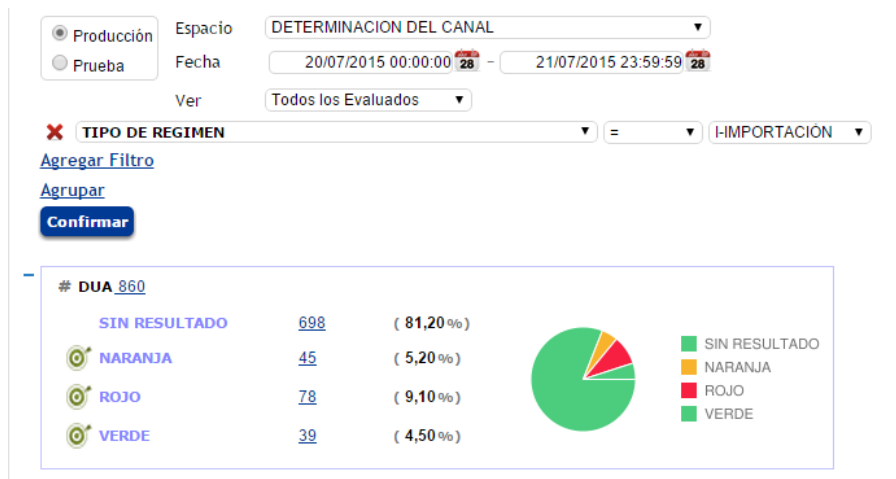 Producción
Prueba
Espacio DETERMINACION DEL CANAL
Fecha 20/07/2015 00:00:00 28 - 21/07/2015 23:59:59 28
Ver Todos los Evaluados
TIPO DE REGIMEN = I-IMPORTACIÓN
Agregar Filtro
Agrupar
Confirmar
# DUA 860
SIN RESULTADO 698 ( 81,20 % )
NARANJA 45 ( 5,20 % )
ROJO 78 ( 9,10 % )
VERDE 39 ( 4,50 % )
SIN RESULTADO
NARANJA
ROJO
VERDE